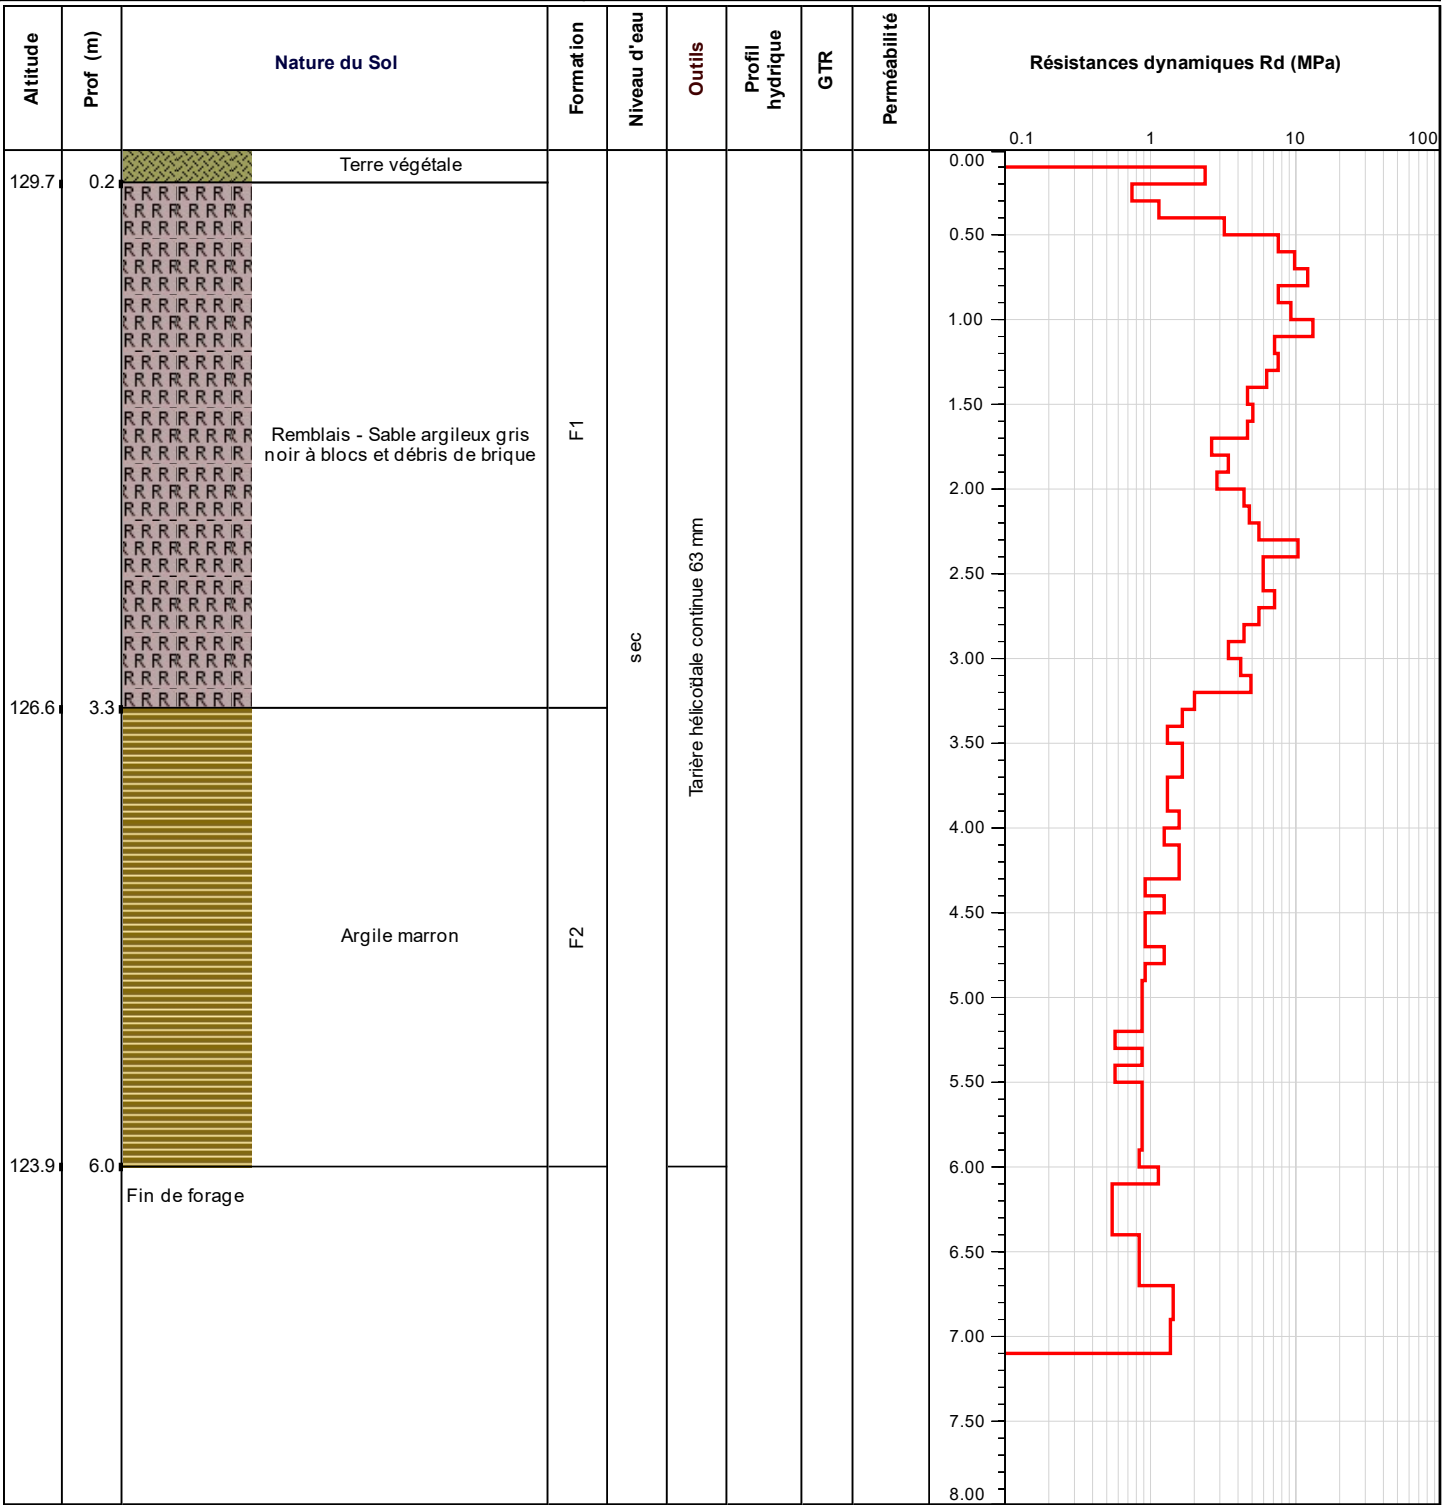 Altitude
Prof (m)
Nature du Sol
Formation
Niveau d'eau
Outils
Profil
hydrique
GTR
Perméabilité
Résistances dynamiques Rd (MPa)
0.1 1 10 100
Terre végétale
129.7 0.2
Remblais - Sable argileux gris
noir à blocs et débris de brique
F1
126.6 3.3
Argile marron
F2
123.9 6.0
Fin de forage
sec
Tarière hélicoïdale continue 63 mm
0.00
0.50
1.00
1.50
2.00
2.50
3.00
3.50
4.00
4.50
5.00
5.50
6.00
6.50
7.00
7.50
8.00